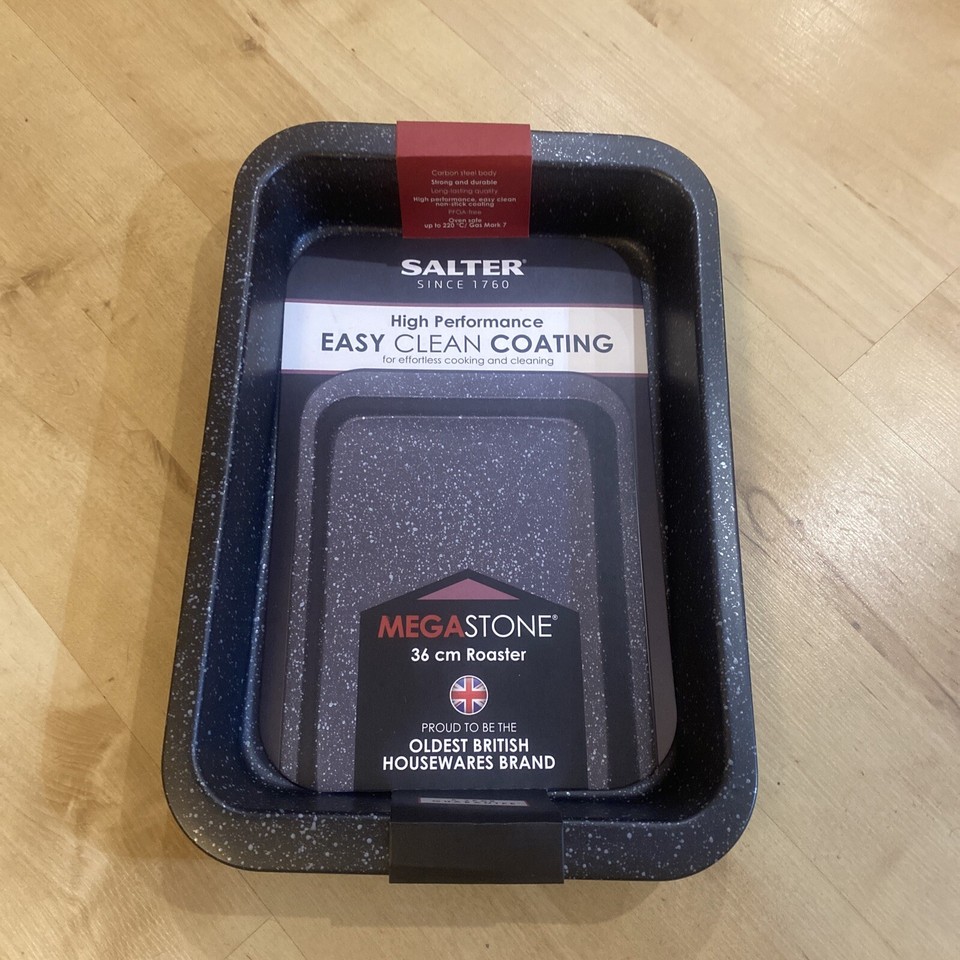 Carbon steel body
Strong and durable
Long-lasting quality
High performance, easy clean
non-stick coating
PFOA-free
Oven safe
up to 220 °C/ Gas Mark 7
SALTER®
SINCE 1760
High Performance
EASY CLEAN COATING
for effortless cooking and cleaning
MEGASTONE®
36 cm Roaster
PROUD TO BE THE
OLDEST BRITISH
HOUSEWARES BRAND